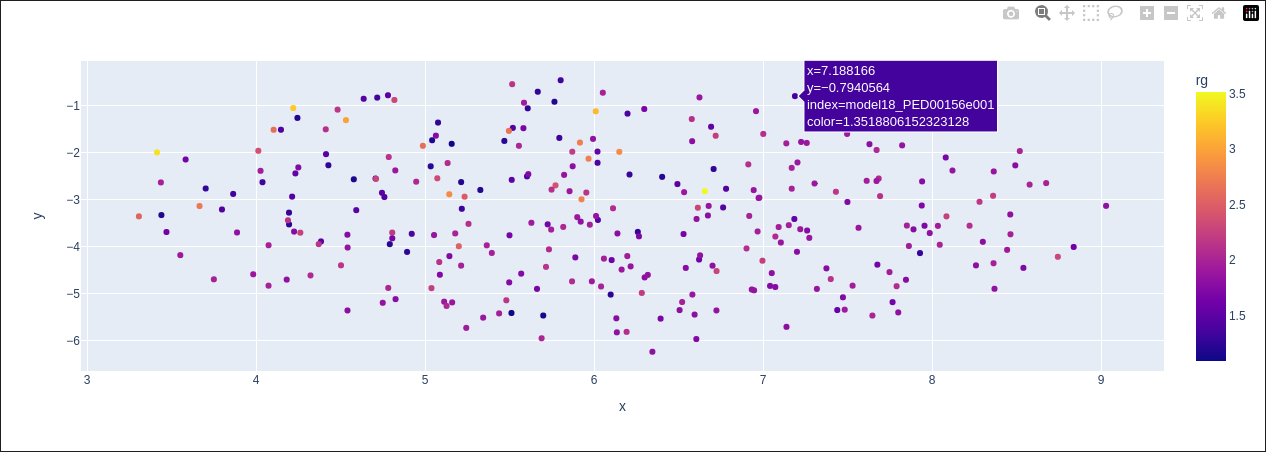 x=7.188166
y=−0.7940564
index=model18_PED00156e001
color=1.3518806152323128
rg
3.5
3
2.5
2
1.5
−1
−2
−3
−4
−5
−6
y
3 4 5 6 7 8 9
x